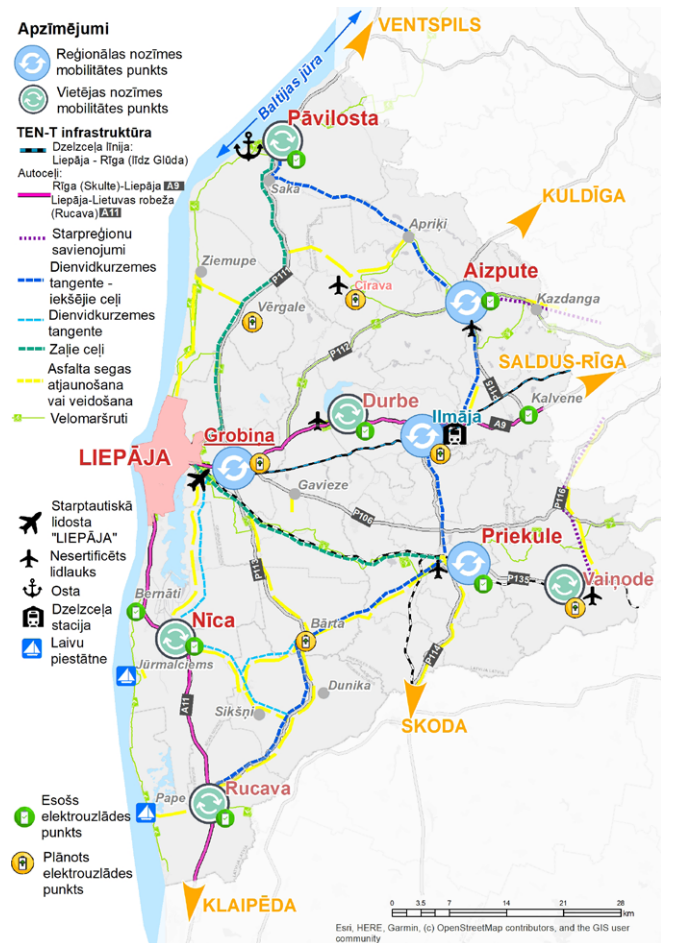 Apzīmējumi
Reģionālas nozīmes
mobilitātes punkts
Vietējas nozīmes
mobilitātes punkts
TEN-T infrastruktūra
Dzelzceļa līnija:
Liepāja - Rīga (līdz Glūda)
Autoceļi:
Rīga (Skulte)-Liepāja A9
Liepāja-Lietuvas robeža
(Rucava) A11
Starpreģionu
savienojumi
Dienvidkurzemes
tangente -
iekšējie ceļi
Dienvidkurzemes
tangente
Zaļie ceļi
Asfalta segas
atjaunošana
vai veidošana
Velomaršruti
Starptautiskā
lidosta
"LIEPĀJA"
Nesertificēts
lidlauks
Osta
Dzelzceļa
stacija
Laivu
piestātne
Esošs
elektrouzlādes
punkts
Plānots
elektrouzlādes
punkts
VENTSPILS
Baltijas jūra
Pāvilosta
Saka
KULDĪGA
Apriķi
Ziemupe
P111
Aizpute
Cīrava
Kazdanga
Vērgale
P112
SALDUS-RĪGA
P115
Kalvene
Durbe
Ilmāja
A9
Grobiņa
LIEPĀJA
Gavieze
P106
P116
Priekule
P113
P135
Vaiņode
Bernāti
Nīca
Bārta
Jūrmalciems
P114
Dunika
A11
Sikšņi
SKODA
Rucava
Pape
KLAIPĒDA
0 3.5 7 14 21 28
km
Esri, HERE, Garmin, (c) OpenStreetMap contributors, and the GIS user
community